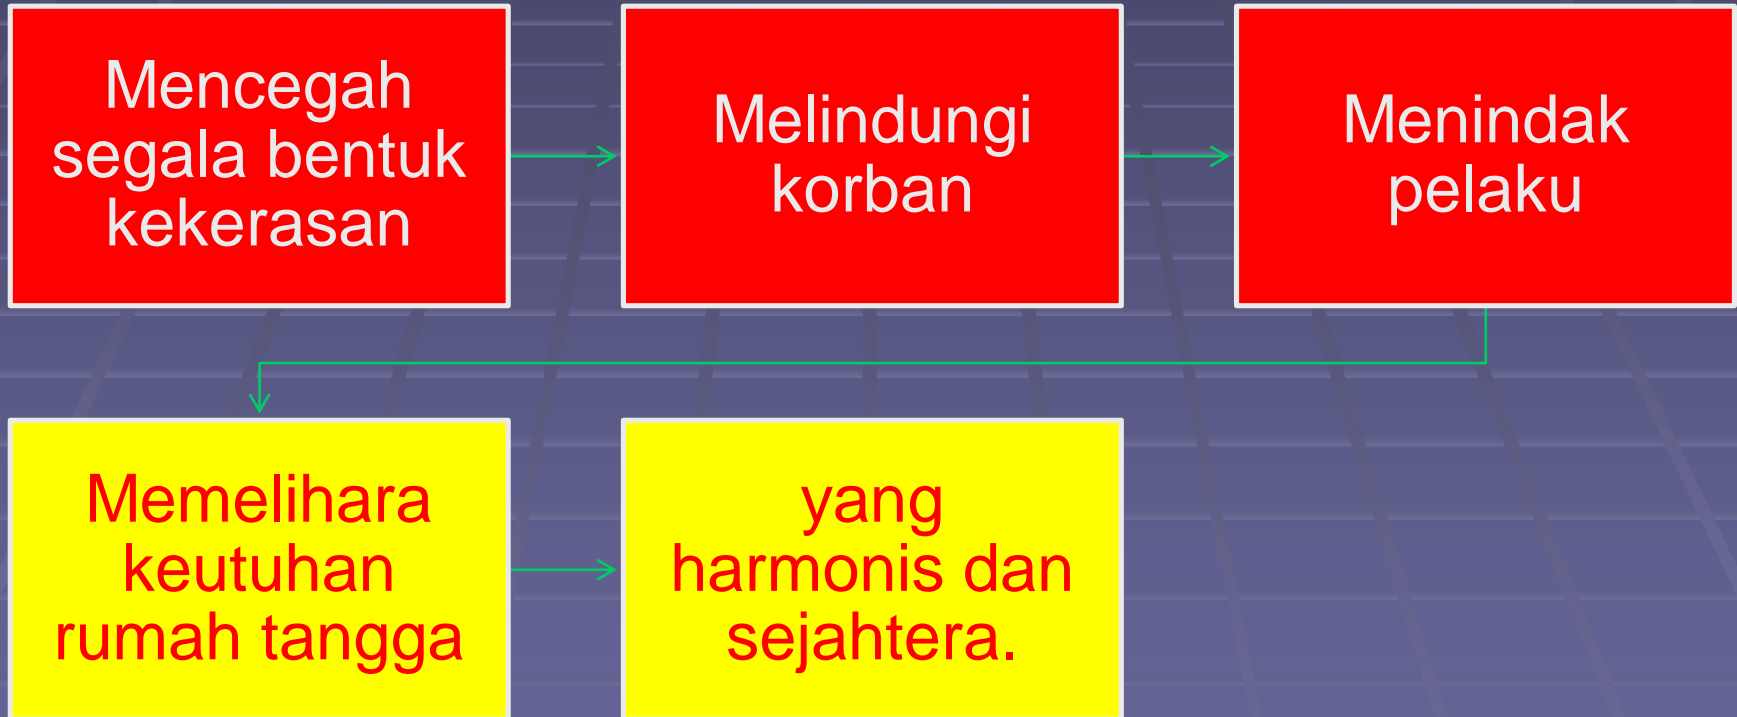 Mencegah
segala bentuk
kekerasan
Melindungi
korban
Menindak
pelaku
Memelihara
keutuhan
rumah tangga
yang
harmonis dan
sejahtera.